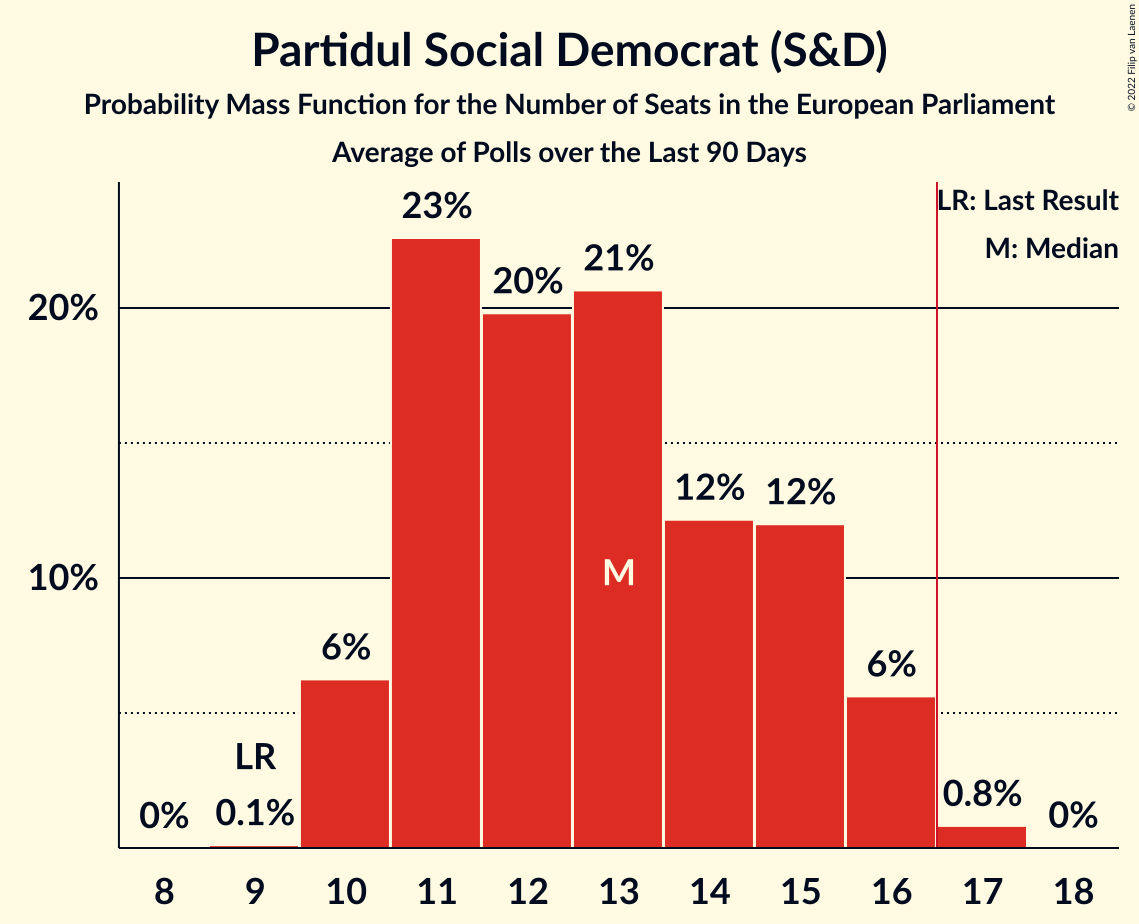 Partidul Social Democrat (S&D)
Probability Mass Function for the Number of Seats in the European Parliament
Average of Polls over the Last 90 Days
© 2022 Filip van Laenen
LR: Last Result
M: Median
23%
20%
21%
20%
12%
12%
M
10%
6%
6%
LR
0%
0.1%
0.8%
0%
8 9 10 11 12 13 14 15 16 17 18